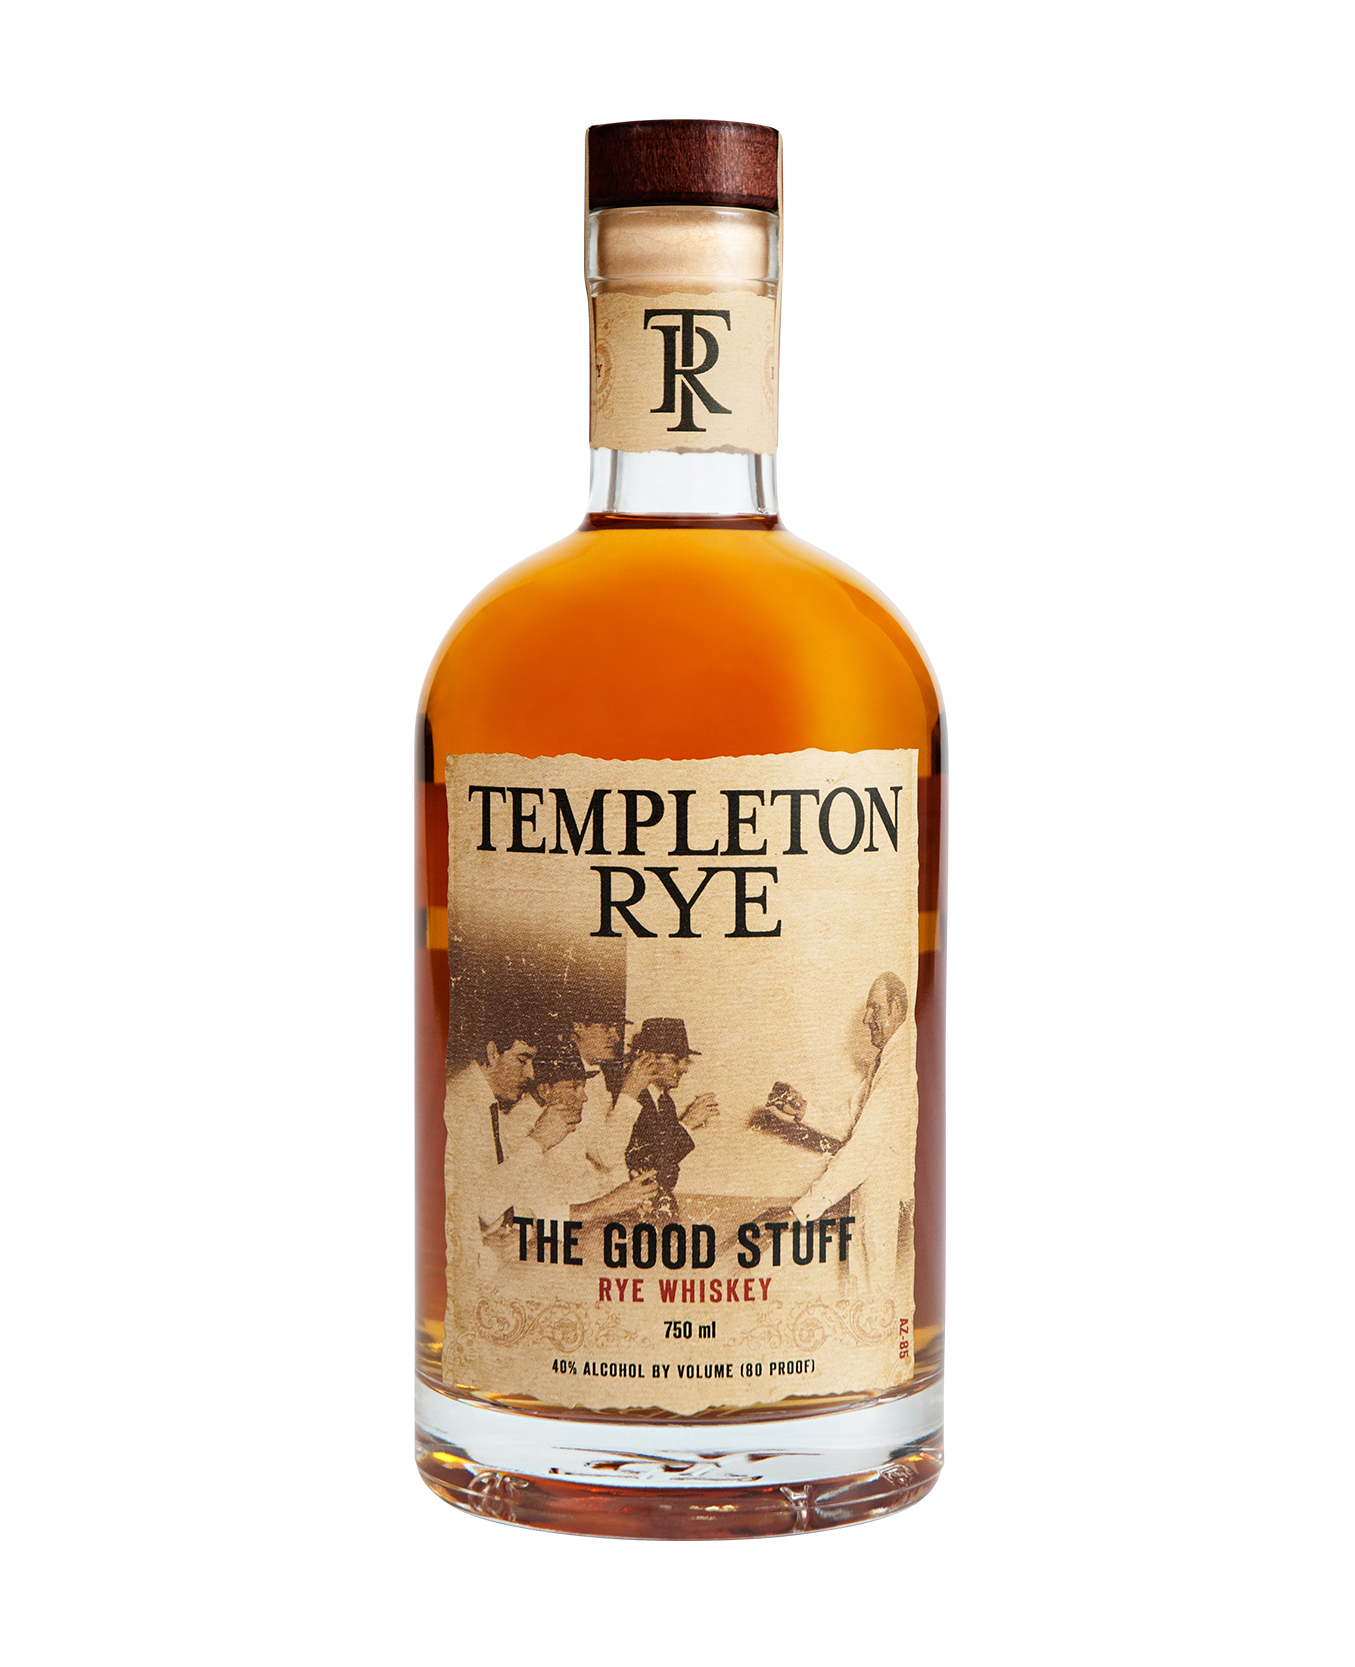 TR
TEMPLETON
RYE
THE GOOD STUFF
RYE WHISKEY
750 ml
AZ-85
40% ALCOHOL BY VOLUME (80 PROOF)